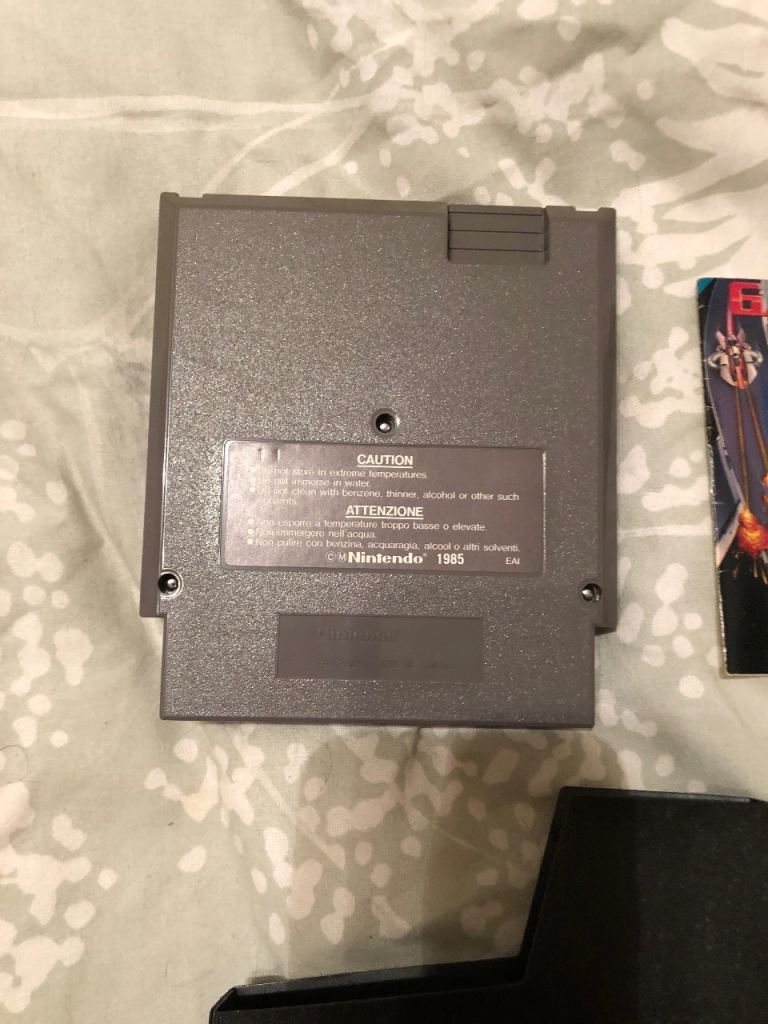 CAUTION
Do not store in extreme temperatures.
Do not immerse in water.
Do not clean with benzene, thinner, alcohol or other such
solvents.
ATTENZIONE
Non esporre a temperature troppo basse o elevate.
Non immergere nell'acqua.
Non pulire con benzina, acquaragia, alcool o altri solventi.
© M Nintendo® 1985
EAI
Nintendo®
G